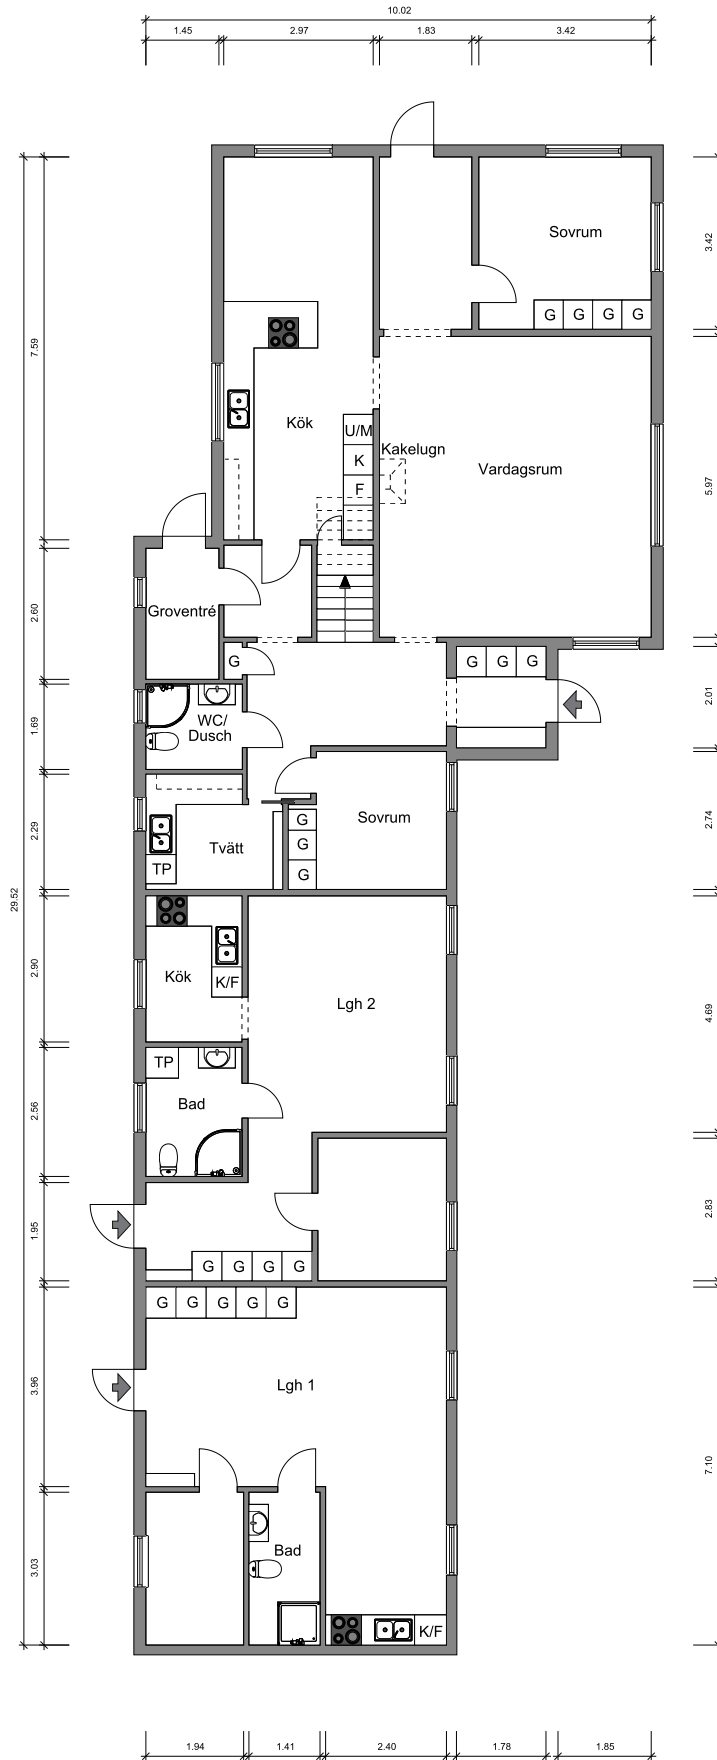 10.02
1.45 2.97 1.83 3.42
Sovrum
3.42
G G G G
7.59
Kök
U/M
Kakelugn
K
Vardagsrum
F
5.97
Groventré
2.60
G
G G G
2.01
WC/
Dusch
1.69
Sovrum
2.74
G
G
G
Tvätt
2.29
TP
29.52
Kök
K/F
2.90
Lgh 2
4.69
TP
Bad
2.56
1.95
2.83
G G G G
G G G G G
Lgh 1
3.96
7.10
Bad
3.03
K/F
1.94 1.41 2.40 1.78 1.85